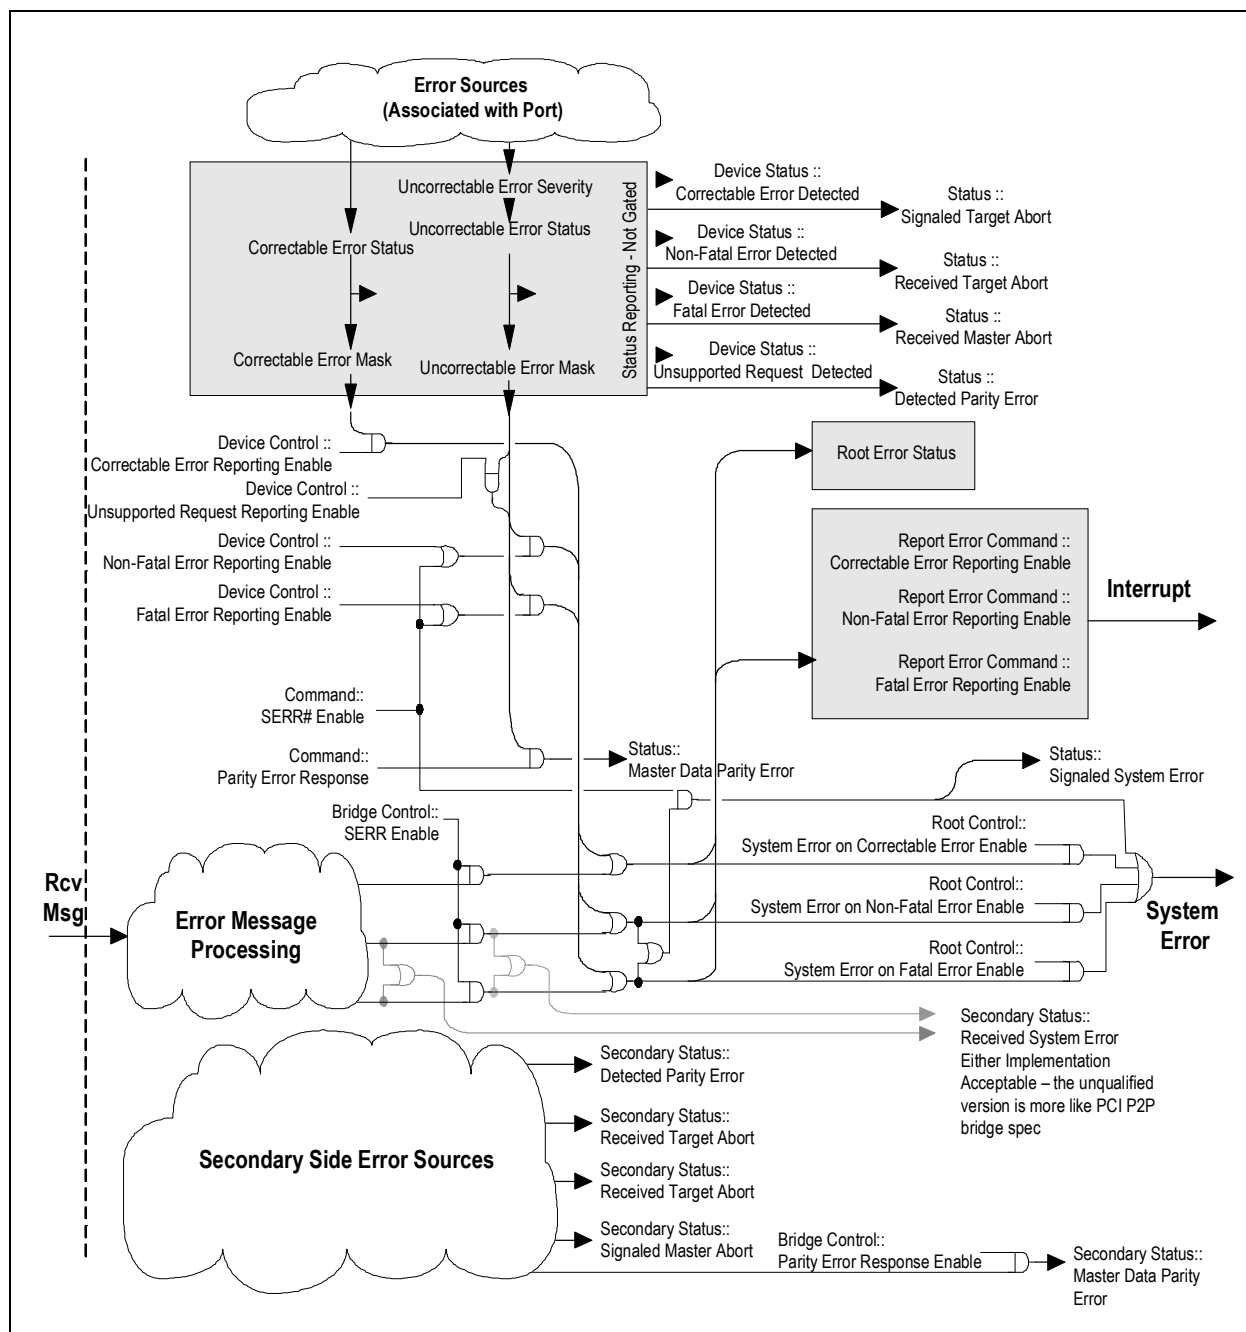 Error Sources
(Associated with Port)
Uncorrectable Error Severity
Uncorrectable Error Status
Correctable Error Status
Correctable Error Mask
Uncorrectable Error Mask
Status Reporting - Not Gated
Device Status ::
Correctable Error Detected
Status ::
Signaled Target Abort
Device Status ::
Non-Fatal Error Detected
Status ::
Received Target Abort
Device Status ::
Fatal Error Detected
Status ::
Received Master Abort
Device Status ::
Unsupported Request Detected
Status ::
Detected Parity Error
Device Control ::
Correctable Error Reporting Enable
Device Control ::
Unsupported Request Reporting Enable
Device Control ::
Non-Fatal Error Reporting Enable
Device Control ::
Fatal Error Reporting Enable
Root Error Status
Report Error Command ::
Correctable Error Reporting Enable
Report Error Command ::
Non-Fatal Error Reporting Enable
Report Error Command ::
Fatal Error Reporting Enable
Interrupt
Command::
SERR# Enable
Command::
Parity Error Response
Status::
Master Data Parity Error
Status::
Signaled System Error
Bridge Control::
SERR Enable
Root Control::
System Error on Correctable Error Enable
Root Control::
System Error on Non-Fatal Error Enable
Root Control::
System Error on Fatal Error Enable
System
Error
Rcv
Msg
Error Message
Processing
Secondary Status::
Received System Error
Either Implementation
Acceptable – the unqualified
version is more like PCI P2P
bridge spec
Secondary Side Error Sources
Secondary Status::
Detected Parity Error
Secondary Status::
Received Target Abort
Secondary Status::
Received Target Abort
Secondary Status::
Signaled Master Abort
Bridge Control::
Parity Error Response Enable
Secondary Status::
Master Data Parity
Error